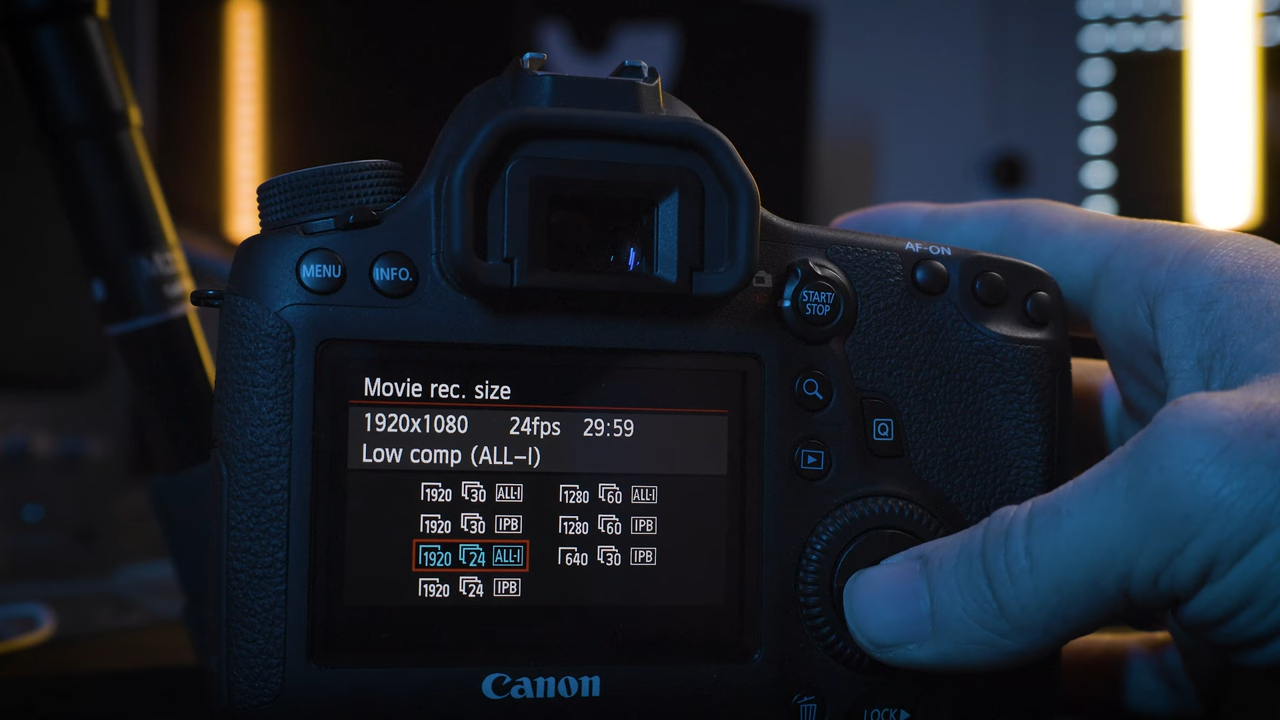 MENU
INFO.
AF-ON
START/
STOP
Q
Movie rec. size
1920x1080 24fps 29:59
Low comp (ALL-I)
1920 30 ALL-I 1280 60 ALL-I
1920 30 IPB 1280 60 IPB
1920 24 ALL-I 640 30 IPB
1920 24 IPB
Canon
LOCK